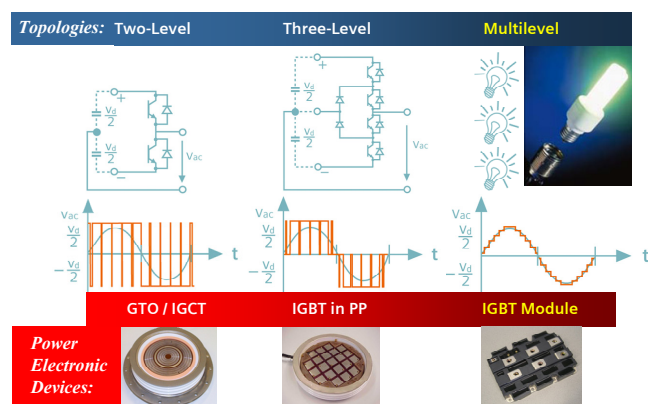 Topologies: Two-Level Three-Level Multilevel
+ +
Vd/2 Vd/2
Vd/2 Vd/2
Vac Vac
− −
Vac
Vd/2 t Vd/2 t Vd/2 t
−Vd/2 −Vd/2 −Vd/2
GTO / IGCT IGBT in PP IGBT Module
Power
Electronic
Devices: